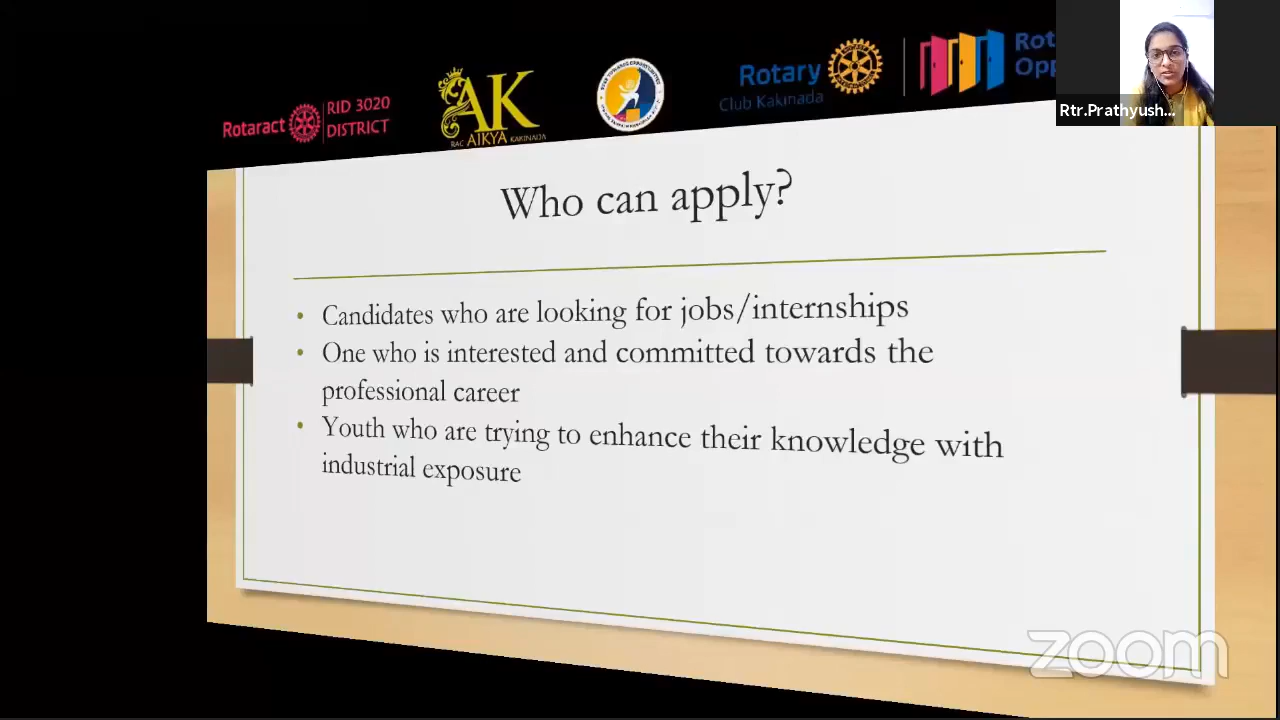 Rotaract
RID 3020
DISTRICT
AK
RAC AIKYA KAKINADA
Rotary
Club Kakinada
Rtr.Prathyush...
Who can apply?
• Candidates who are looking for jobs/internships
• One who is interested and committed towards the
professional career
• Youth who are trying to enhance their knowledge with
industrial exposure
zoom